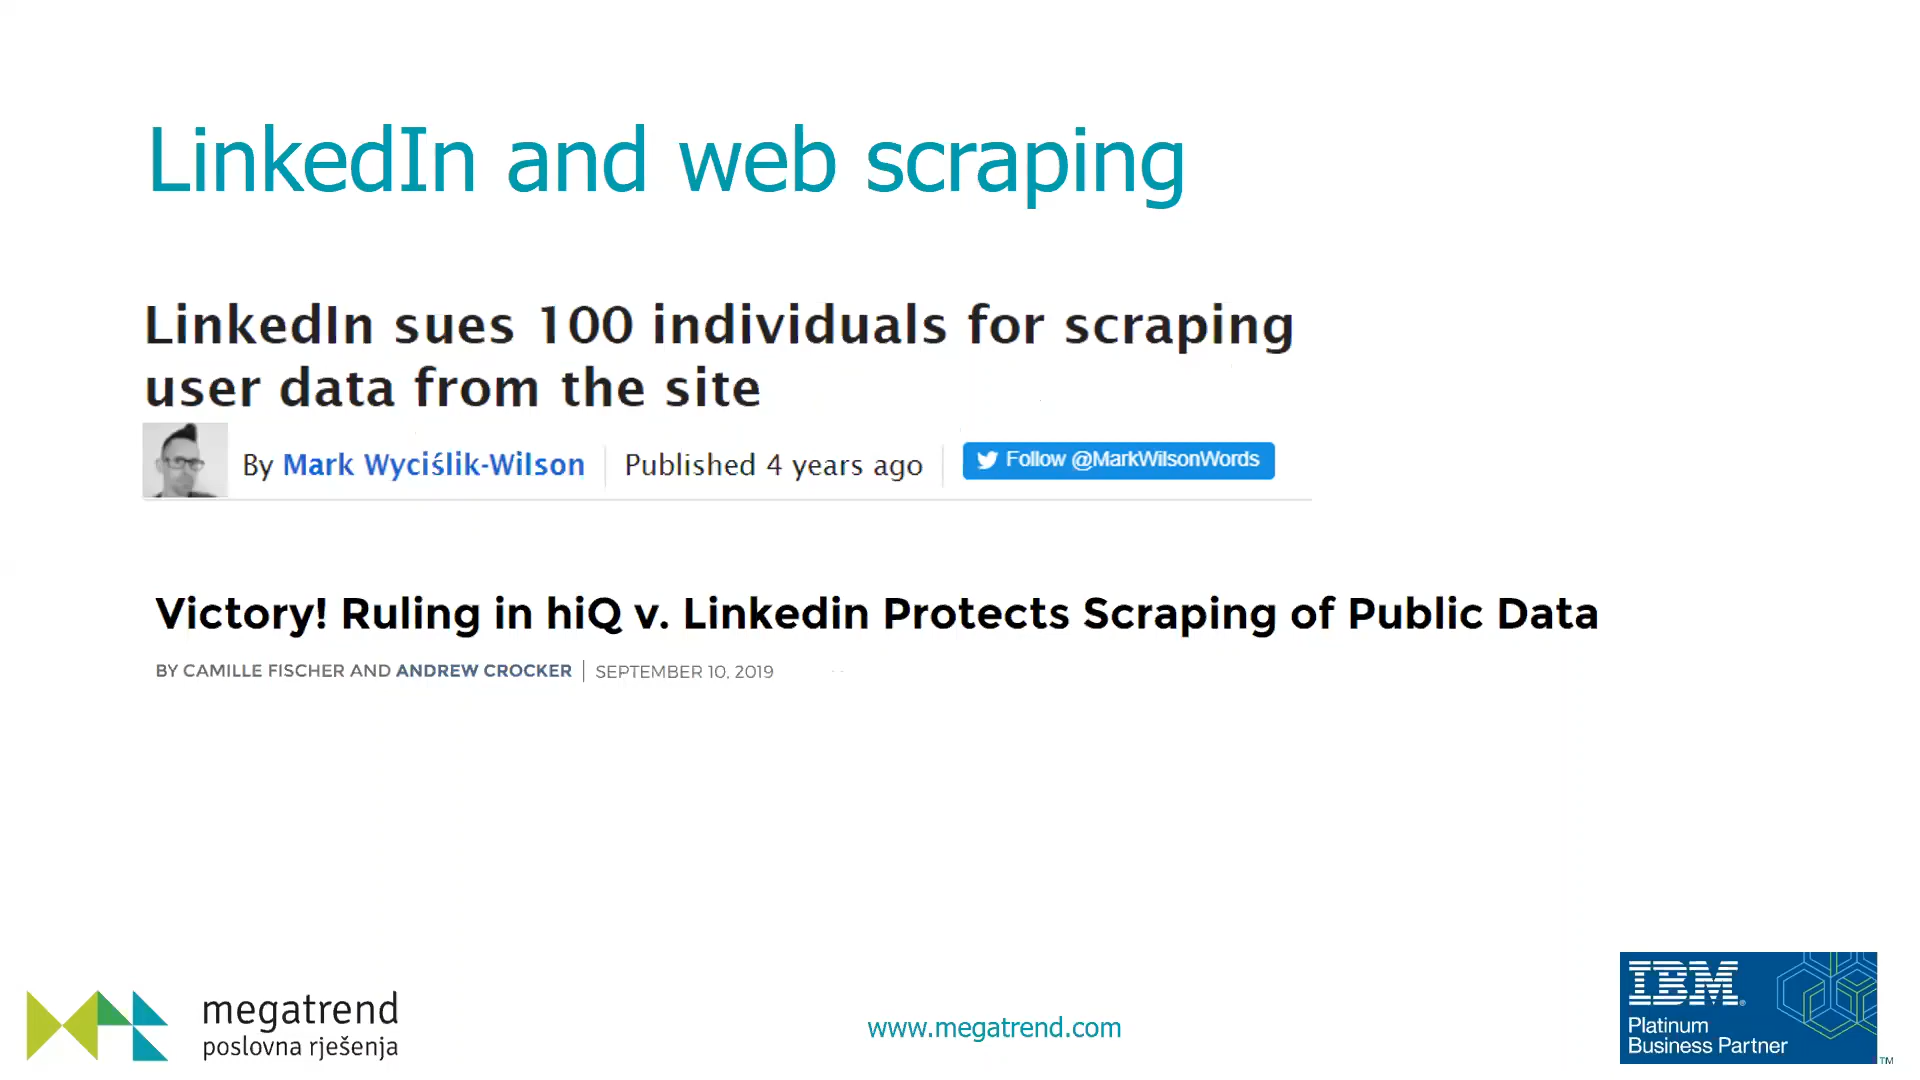 LinkedIn and web scraping
LinkedIn sues 100 individuals for scraping
user data from the site
By Mark Wyciślik-Wilson
Published 4 years ago
Follow @MarkWilsonWords
Victory! Ruling in hiQ v. Linkedin Protects Scraping of Public Data
BY CAMILLE FISCHER AND ANDREW CROCKER | SEPTEMBER 10, 2019
megatrend
poslovna rješenja
www.megatrend.com
IBM®
Platinum
Business Partner
TM